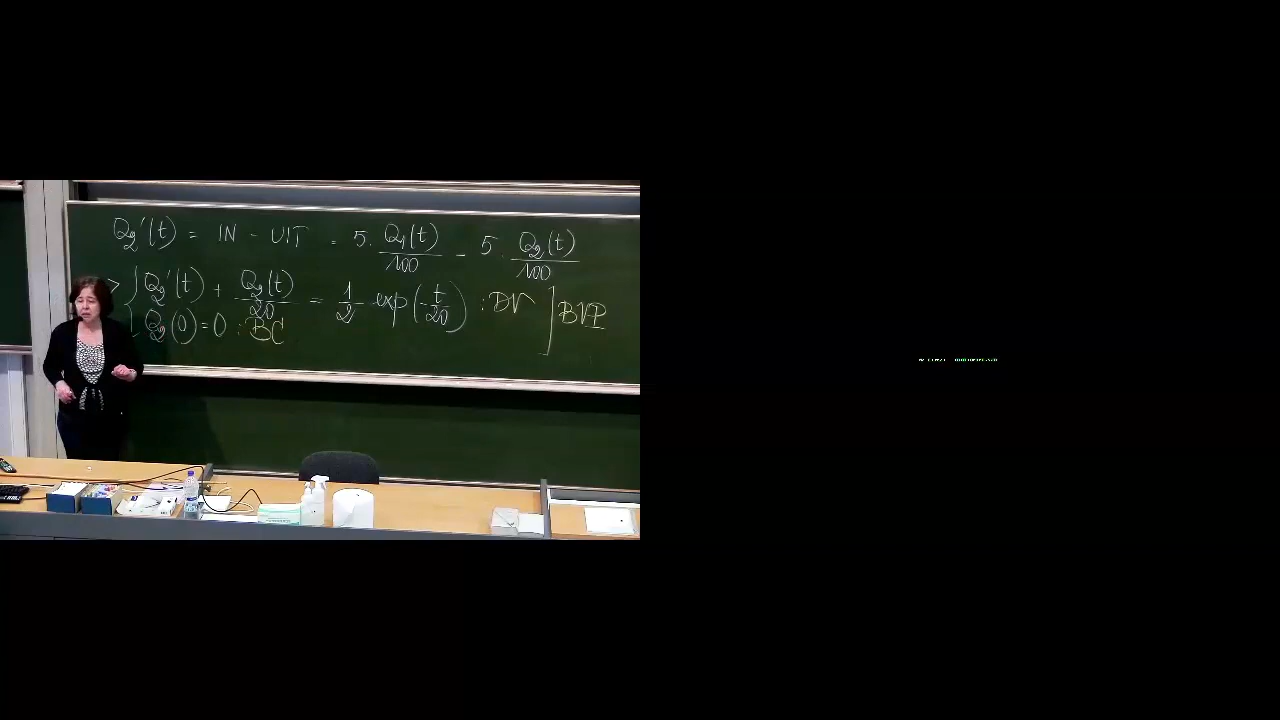 Q₂'(t) = IN - UIT = 5. Q₁(t)/100 - 5. Q₂(t)/100
> { Q₂'(t) + Q₂(t)/20 = 1/2 exp(-t/20) : DV ] BVP
{ Q₂(0) = 0 : BC